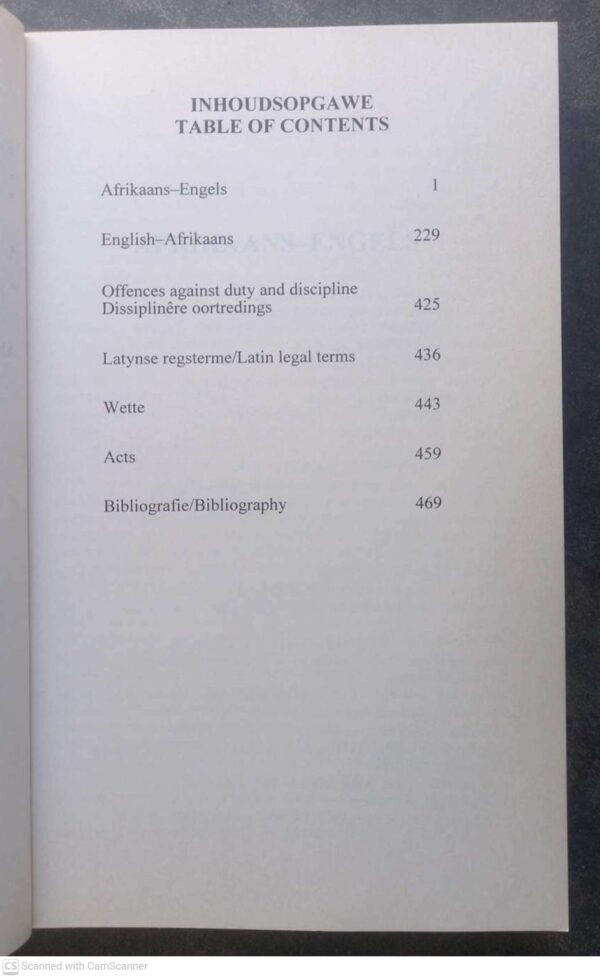 INHOUDSOPGAWE
TABLE OF CONTENTS
Afrikaans–Engels 1
English–Afrikaans 229
Offences against duty and discipline
Dissiplinêre oortredings 425
Latynse regsterme/Latin legal terms 436
Wette 443
Acts 459
Bibliografie/Bibliography 469
CS Scanned with CamScanner